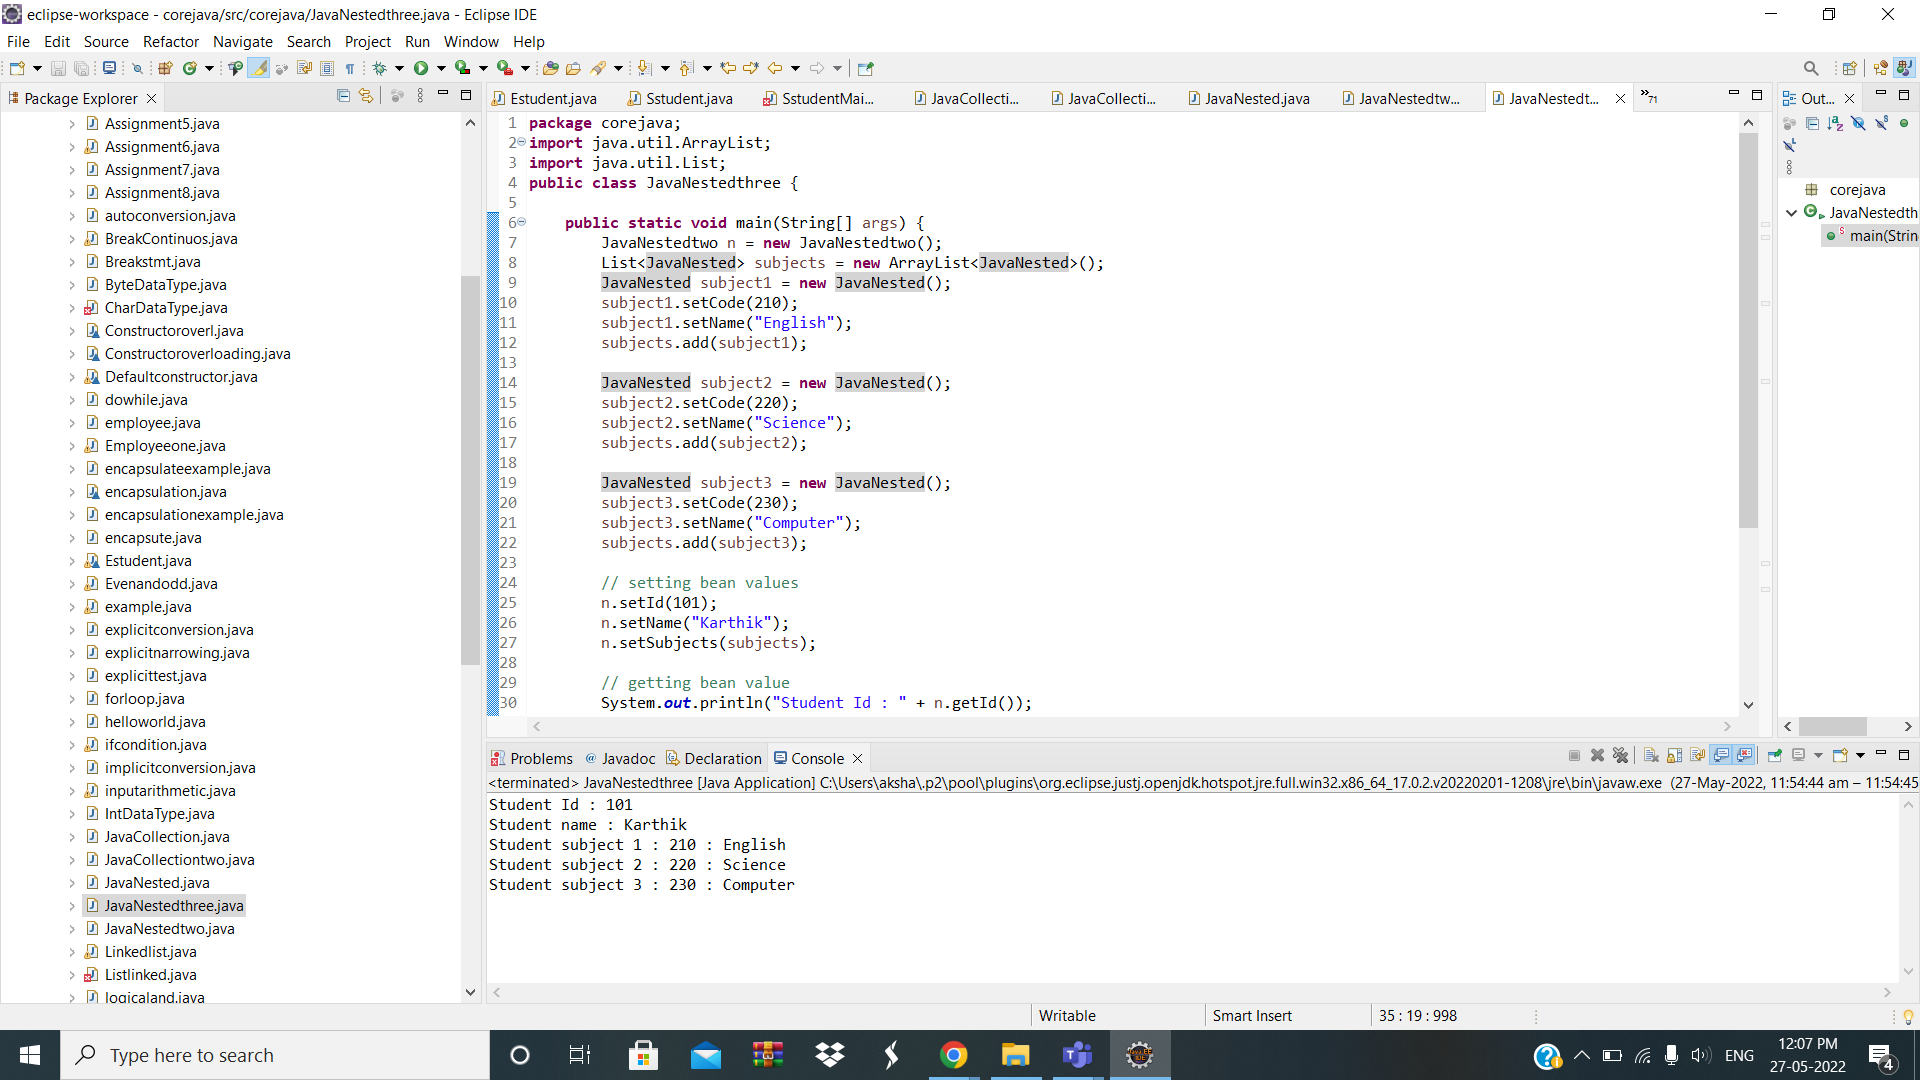 eclipse-workspace - corejava/src/corejava/JavaNestedthree.java - Eclipse IDE
File Edit Source Refactor Navigate Search Project Run Window Help
Package Explorer
Assignment5.java
Assignment6.java
Assignment7.java
Assignment8.java
autoconversion.java
BreakContinuos.java
Breakstmt.java
ByteDataType.java
CharDataType.java
Constructoroverl.java
Constructoroverloading.java
Defaultconstructor.java
dowhile.java
employee.java
Employeeone.java
encapsulateexample.java
encapsulation.java
encapsulationexample.java
encapsute.java
Estudent.java
Evenandodd.java
example.java
explicitconversion.java
explicitnarrowing.java
explicittest.java
forloop.java
helloworld.java
ifcondition.java
implicitconversion.java
inputarithmetic.java
IntDataType.java
JavaCollection.java
JavaCollectiontwo.java
JavaNested.java
JavaNestedthree.java
JavaNestedtwo.java
Linkedlist.java
Listlinked.java
logicaland.java
Estudent.java Sstudent.java SstudentMai... JavaCollecti... JavaCollecti... JavaNested.java JavaNestedtw... JavaNestedt... 71
1 package corejava;
2 import java.util.ArrayList;
3 import java.util.List;
4 public class JavaNestedthree {
5
6 public static void main(String[] args) {
7 JavaNestedtwo n = new JavaNestedtwo();
8 List<JavaNested> subjects = new ArrayList<JavaNested>();
9 JavaNested subject1 = new JavaNested();
10 subject1.setCode(210);
11 subject1.setName("English");
12 subjects.add(subject1);
13
14 JavaNested subject2 = new JavaNested();
15 subject2.setCode(220);
16 subject2.setName("Science");
17 subjects.add(subject2);
18
19 JavaNested subject3 = new JavaNested();
20 subject3.setCode(230);
21 subject3.setName("Computer");
22 subjects.add(subject3);
23
24 // setting bean values
25 n.setId(101);
26 n.setName("Karthik");
27 n.setSubjects(subjects);
28
29 // getting bean value
30 System.out.println("Student Id : " + n.getId());
Out...
corejava
JavaNestedth
main(Strin
Problems Javadoc Declaration Console
<terminated> JavaNestedthree [Java Application] C:\Users\aksha\.p2\pool\plugins\org.eclipse.justj.openjdk.hotspot.jre.full.win32.x86_64_17.0.2.v20220201-1208\jre\bin\javaw.exe (27-May-2022, 11:54:44 am – 11:54:45
Student Id : 101
Student name : Karthik
Student subject 1 : 210 : English
Student subject 2 : 220 : Science
Student subject 3 : 230 : Computer
Writable Smart Insert 35 : 19 : 998
Type here to search
ENG
12:07 PM
27-05-2022
4